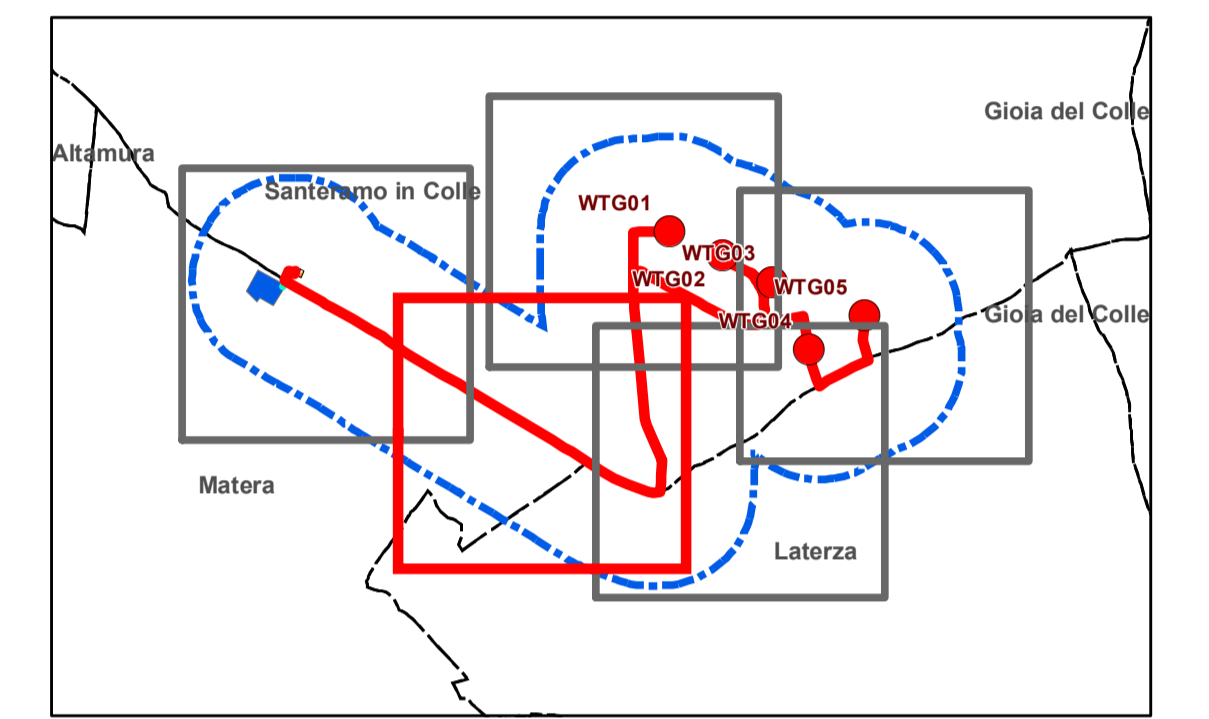 Gioia del Colle
Altamura
Santeramo in Colle
WTG01
WTG03
WTG02
WTG05
WTG04
Gioia del Colle
Matera
Laterza